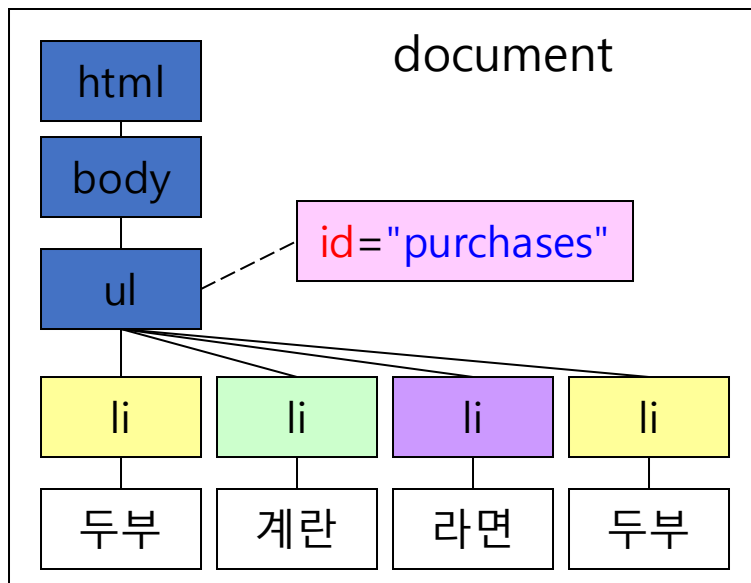 document
html
body
id="purchases"
ul
li
li
li
li
두부
계란
라면
두부